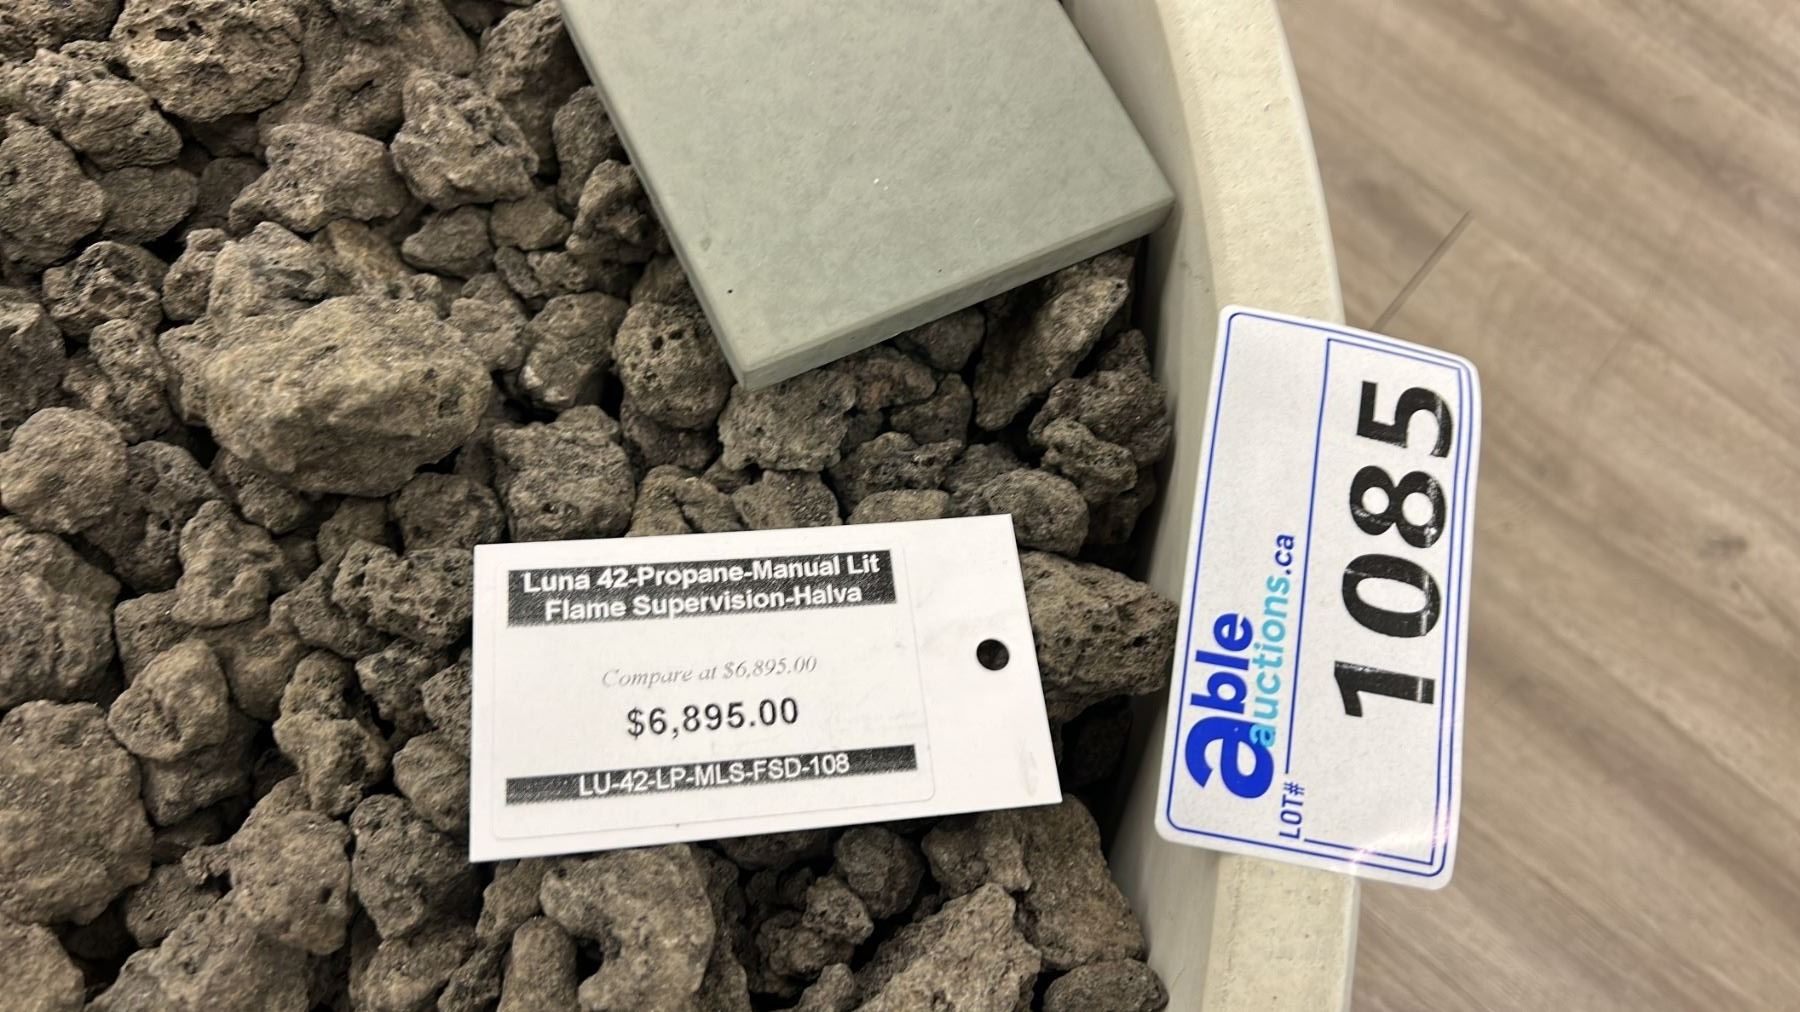 Luna 42-Propane-Manual Lit
Flame Supervision-Halva
Compare at $6,895.00
$6,895.00
LU-42-LP-MLS-FSD-108
able
auctions.ca
LOT#
1085